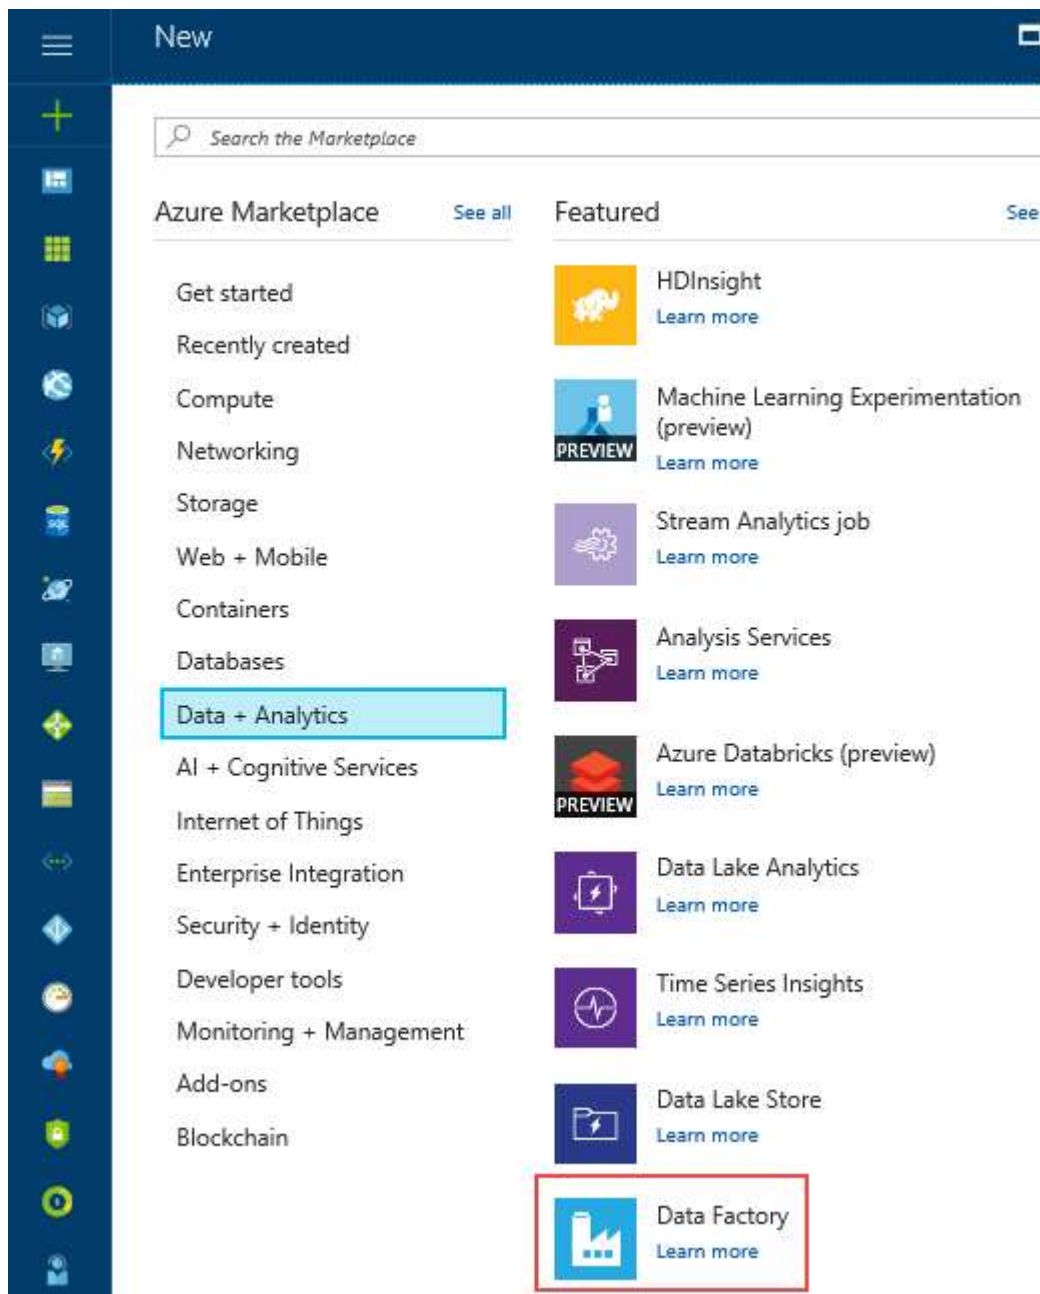 New
Search the Marketplace
Azure Marketplace
See all
Get started
Recently created
Compute
Networking
Storage
Web + Mobile
Containers
Databases
Data + Analytics
AI + Cognitive Services
Internet of Things
Enterprise Integration
Security + Identity
Developer tools
Monitoring + Management
Add-ons
Blockchain
Featured
See
HDInsight
Learn more
PREVIEW
Machine Learning Experimentation
(preview)
Learn more
Stream Analytics job
Learn more
Analysis Services
Learn more
PREVIEW
Azure Databricks (preview)
Learn more
Data Lake Analytics
Learn more
Time Series Insights
Learn more
Data Lake Store
Learn more
Data Factory
Learn more
SQL